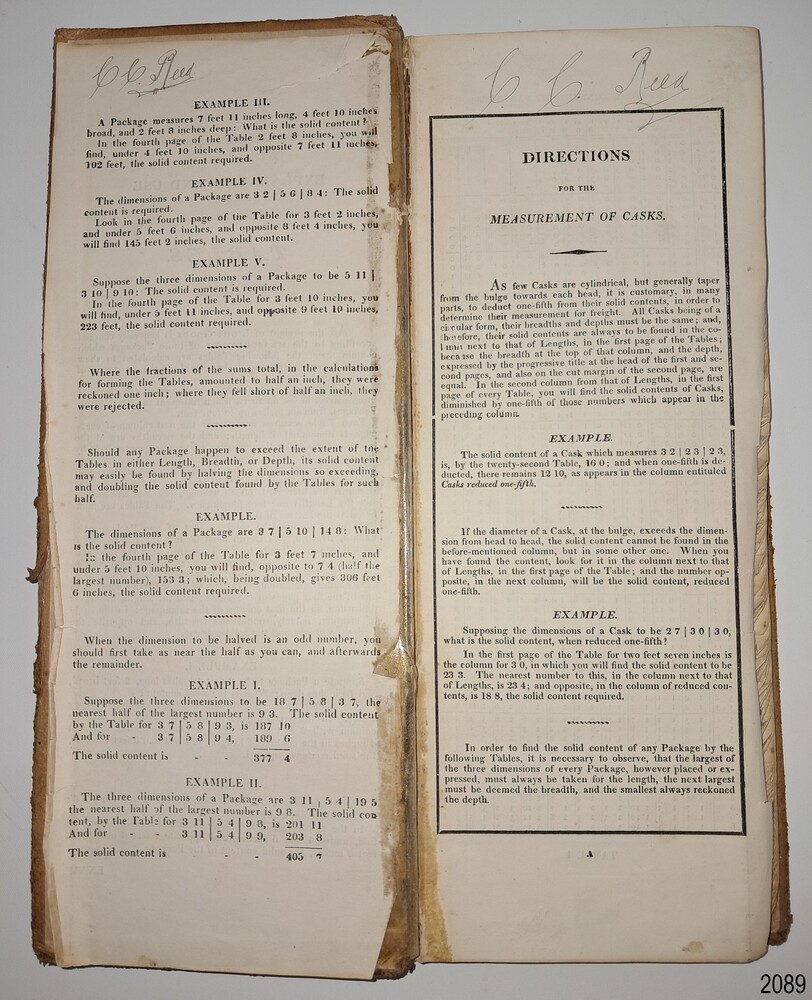 C C. Reed
EXAMPLE III.
A Package measures 7 feet 11 inches long, 4 feet 10 inches
broad, and 2 feet 8 inches deep: What is the solid content?
In the fourth page of the Table 2 feet 8 inches, you will
find, under 4 feet 10 inches, and opposite 7 feet 11 inches,
102 feet, the solid content required.
EXAMPLE IV.
The dimensions of a Package are 3 2 | 5 6 | 8 4: The solid
content is required.
Look in the fourth page of the Table for 3 feet 2 inches,
and under 5 feet 6 inches, and opposite 8 feet 4 inches, you
will find 145 feet 2 inches, the solid content.
EXAMPLE V.
Suppose the three dimensions of a Package to be 5 11 |
3 10 | 9 10: The solid content is required.
In the fourth page of the Table for 3 feet 10 inches, you
will find, under 5 feet 11 inches, and opposite 9 feet 10 inches,
223 feet, the solid content required.
Where the fractions of the sums total, in the calculations
for forming the Tables, amounted to half an inch, they were
reckoned one inch; where they fell short of half an inch, they
were rejected.
Should any Package happen to exceed the extent of the
Tables in either Length, Breadth, or Depth, its solid content
may easily be found by halving the dimensions so exceeding,
and doubling the solid content found by the Tables for such
half.
EXAMPLE.
The dimensions of a Package are 3 7 | 5 10 | 14 8: What
is the solid content?
In the fourth page of the Table for 3 feet 7 inches, and
under 5 feet 10 inches, you will find, opposite to 7 4 (half the
largest number), 153 3; which, being doubled, gives 306 feet
6 inches, the solid content required.
When the dimension to be halved is an odd number, you
should first take as near the half as you can, and afterwards
the remainder.
EXAMPLE I.
Suppose the three dimensions to be 18 7 | 5 8 | 3 7, the
nearest half of the largest number is 9 3. The solid content
by the Table for 3 7 | 5 8 | 9 3, is 187 10
And for - 3 7 | 5 8 | 9 4, 189 6
The solid content is - - 377 4
EXAMPLE II.
The three dimensions of a Package are 3 11 | 5 4 | 19 5
the nearest half of the largest number is 9 8. The solid con
tent, by the Table for 3 11 | 5 4 | 9 8, is 201 11
And for - - 3 11 | 5 4 | 9 9, 203 8
The solid content is - - 405 7
C C. Reed
DIRECTIONS
FOR THE
MEASUREMENT OF CASKS.
As few Casks are cylindrical, but generally taper
from the bulge towards each head, it is customary, in many
parts, to deduct one-fifth from their solid contents, in order to
determine their measurement for freight. All Casks being of a
circular form, their breadths and depths must be the same; and,
therefore, their solid contents are always to be found in the co-
lumn next to that of Lengths, in the first page of the Tables;
because the breadth at the top of that column, and the depth,
expressed by the progressive title at the head of the first and se-
cond pages, and also on the cut margin of the second page, are
equal. In the second column from that of Lengths, in the first
page of every Table, you will find the solid contents of Casks,
diminished by one-fifth of those numbers which appear in the
preceding column.
EXAMPLE.
The solid content of a Cask which measures 3 2 | 2 3 | 2 3,
is, by the twenty-second Table, 16 0; and when one-fifth is de-
ducted, there remains 12 10, as appears in the column entituled
Casks reduced one-fifth.
If the diameter of a Cask, at the bulge, exceeds the dimen-
sion from head to head, the solid content cannot be found in the
before-mentioned column, but in some other one. When you
have found the content, look for it in the column next to that
of Lengths, in the first page of the Table; and the number op-
posite, in the next column, will be the solid content, reduced
one-fifth.
EXAMPLE.
Supposing the dimensions of a Cask to be 2 7 | 3 0 | 3 0,
what is the solid content, when reduced one-fifth?
In the first page of the Table for two feet seven inches is
the column for 3 0, in which you will find the solid content to be
23 3. The nearest number to this, in the column next to that
of Lengths, is 23 4; and opposite, in the column of reduced con-
tents, is 18 8, the solid content required.
In order to find the solid content of any Package by the
following Tables, it is necessary to observe, that the largest of
the three dimensions of every Package, however placed or ex-
pressed, must always be taken for the length, the next largest
must be deemed the breadth, and the smallest always reckoned
the depth.
A
2089